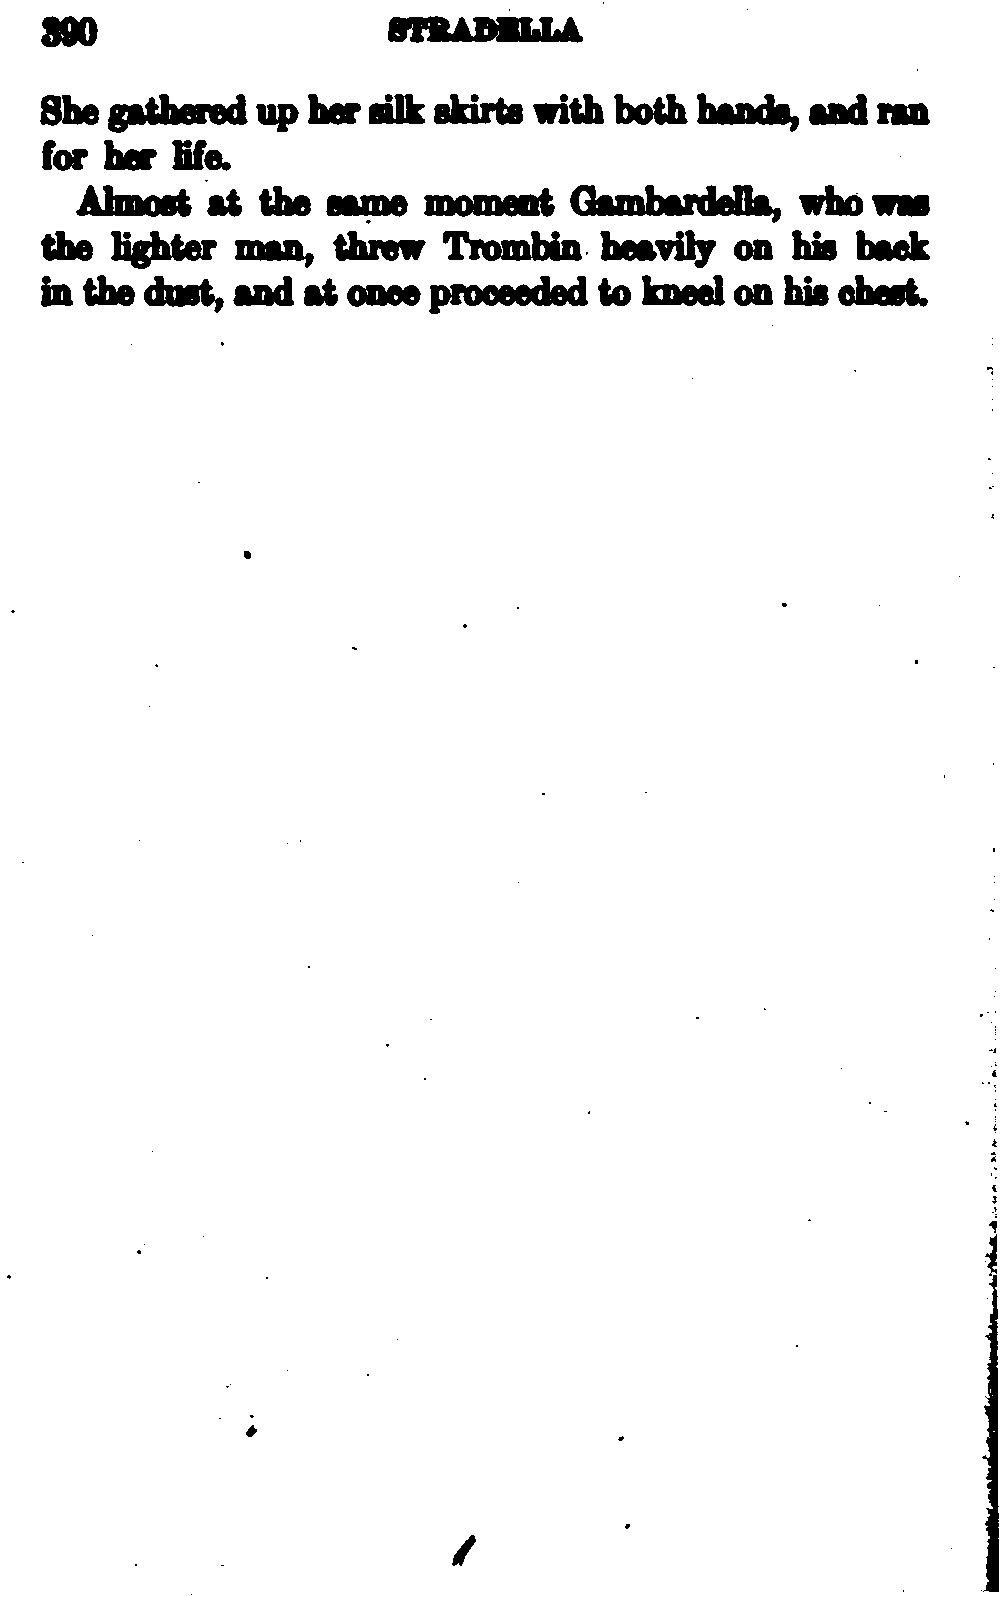 390 STRADELLA
She gathered up her silk skirts with both hands, and ran
for her life.
Almost at the same moment Gambardella, who was
the lighter man, threw Trombin heavily on his back
in the dust, and at once proceeded to kneel on his chest.